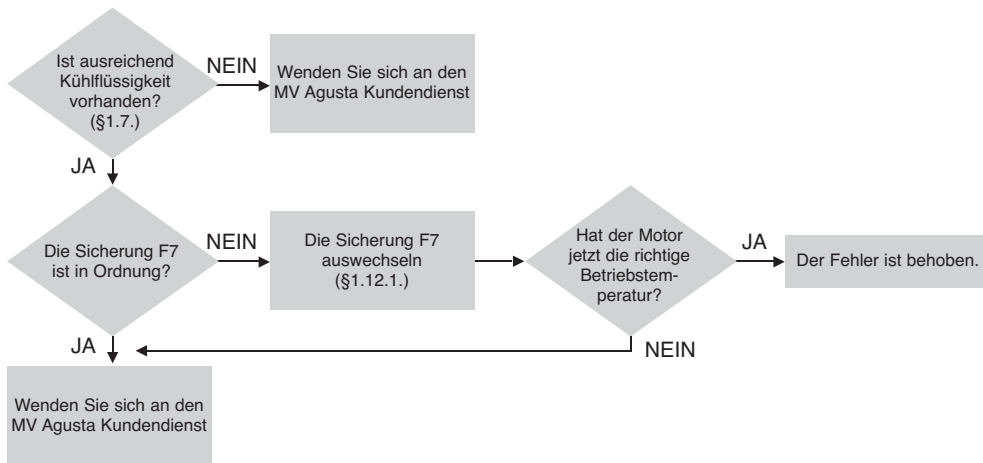 Ist ausreichend
Kühlflüssigkeit
vorhanden?
(§1.7.)
NEIN
Wenden Sie sich an den
MV Agusta Kundendienst
JA
Die Sicherung F7
ist in Ordnung?
NEIN
Die Sicherung F7
auswechseln
(§1.12.1.)
Hat der Motor
jetzt die richtige
Betriebstem-
peratur?
JA
Der Fehler ist behoben.
JA
NEIN
Wenden Sie sich an den
MV Agusta Kundendienst